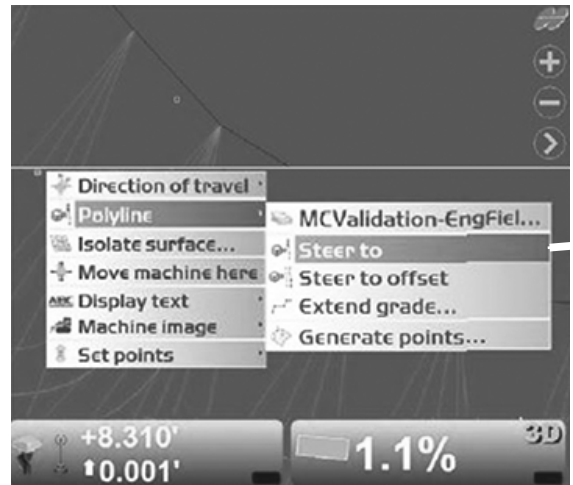 Direction of travel
Polyline
Isolate surface...
Move machine here
ABC Display text
Machine image
Set points
MCValidation-EngFiel...
Steer to
Steer to offset
Extend grade...
Generate points...
+8.310'
0.001'
1.1%
3D